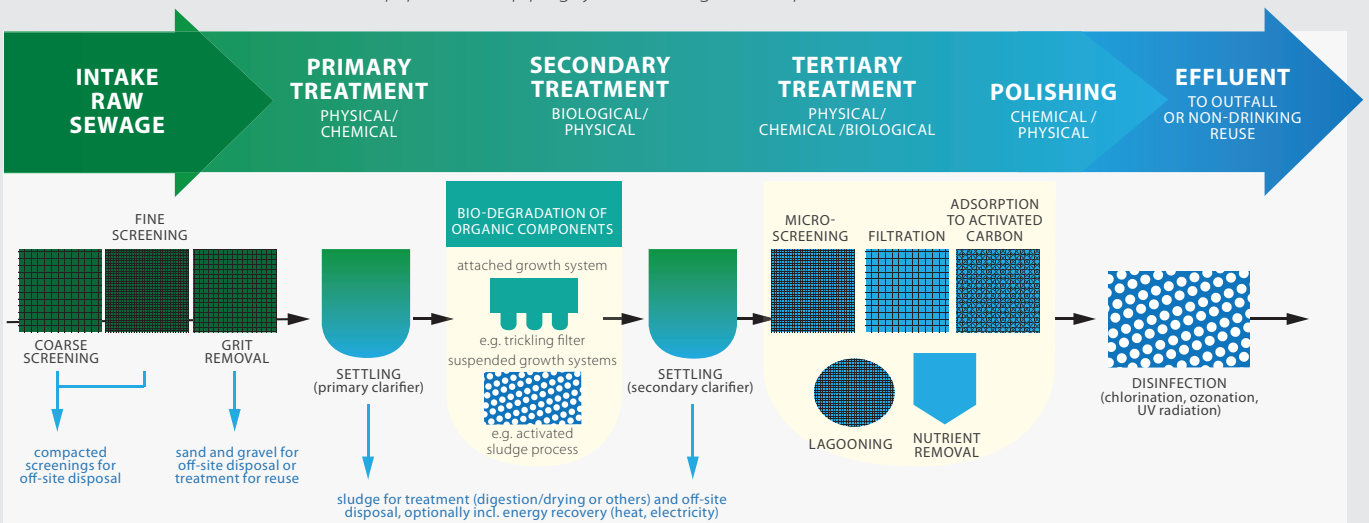 INTAKE
RAW
SEWAGE
PRIMARY
TREATMENT
PHYSICAL/
CHEMICAL
SECONDARY
TREATMENT
BIOLOGICAL/
PHYSICAL
TERTIARY
TREATMENT
PHYSICAL/
CHEMICAL /BIOLOGICAL
POLISHING
CHEMICAL /
PHYSICAL
EFFLUENT
TO OUTFALL
OR NON-DRINKING
REUSE
FINE
SCREENING
COARSE
SCREENING
GRIT
REMOVAL
compacted
screenings for
off-site disposal
sand and gravel for
off-site disposal or
treatment for reuse
SETTLING
(primary clarifier)
BIO-DEGRADATION OF
ORGANIC COMPONENTS
attached growth system
e.g. trickling filter
suspended growth systems
e.g. activated
sludge process
SETTLING
(secondary clarifier)
sludge for treatment (digestion/drying or others) and off-site
disposal, optionally incl. energy recovery (heat, electricity)
MICRO-
SCREENING
FILTRATION
ADSORPTION
TO ACTIVATED
CARBON
LAGOONING
NUTRIENT
REMOVAL
DISINFECTION
(chlorination, ozonation,
UV radiation)